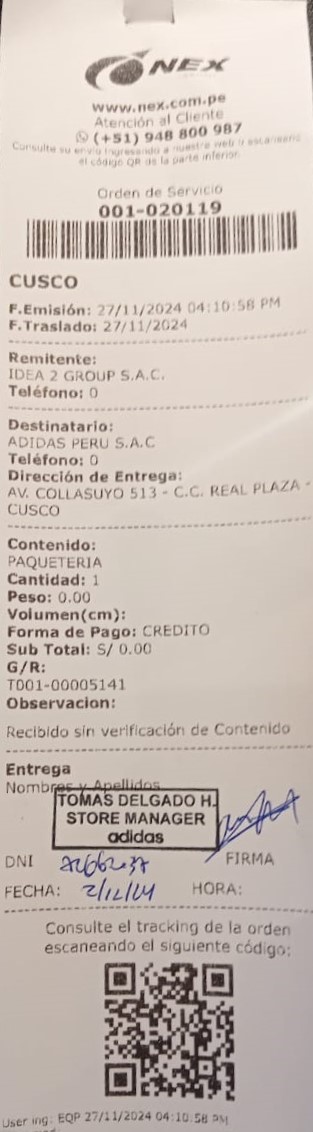 NEX
www.nex.com.pe
Atención al Cliente
(+51) 948 800 987
Consulte su envío ingresando a nuestra web o escaneando
el código QR de la parte inferior.
Orden de Servicio
001-020119
CUSCO
F.Emisión: 27/11/2024 04:10:58 PM
F.Traslado: 27/11/2024
Remitente:
IDEA 2 GROUP S.A.C.
Teléfono: 0
Destinatario:
ADIDAS PERU S.A.C
Teléfono: 0
Dirección de Entrega:
AV. COLLASUYO 513 - C.C. REAL PLAZA -
CUSCO
Contenido:
PAQUETERIA
Cantidad: 1
Peso: 0.00
Volumen(cm):
Forma de Pago: CREDITO
Sub Total: S/ 0.00
G/R:
T001-00005141
Observacion:
Recibido sin verificación de Contenido
Entrega
Nombres y Apellidos
TOMAS DELGADO H.
STORE MANAGER
adidas
DNI FIRMA
FECHA: 2/12/24 HORA:
Consulte el tracking de la orden
escaneando el siguiente código:
User ing: EQP 27/11/2024 04:10:58 PM